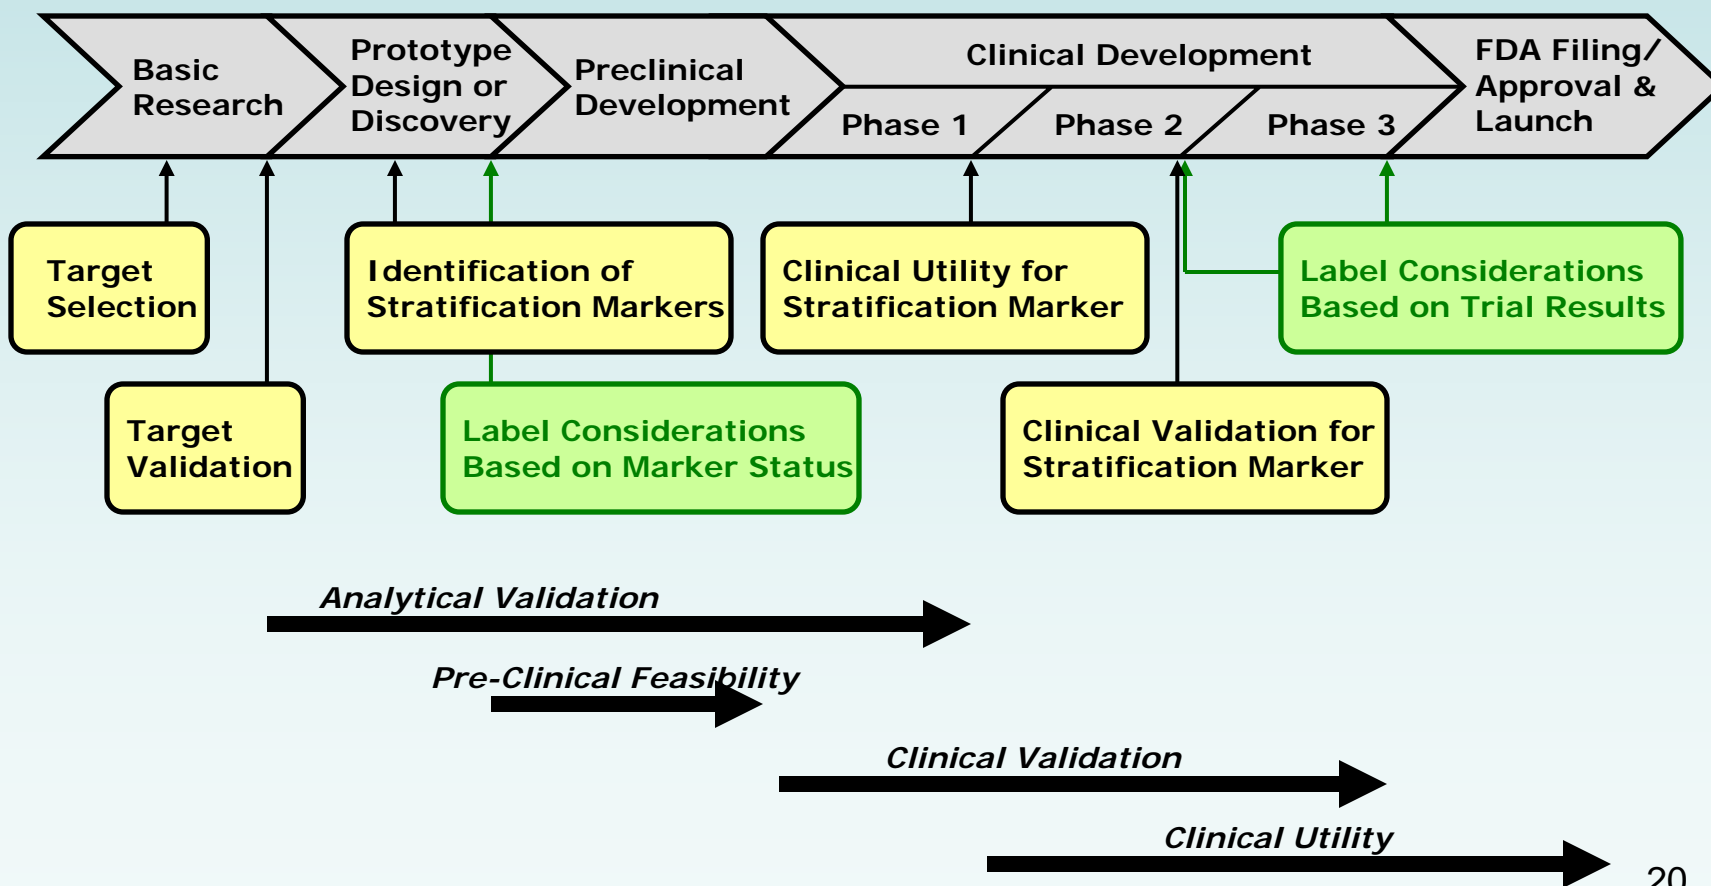 Basic
Research
Prototype
Design or
Discovery
Preclinical
Development
Clinical Development
Phase 1
Phase 2
Phase 3
FDA Filing/
Approval &
Launch
Target
Selection
Identification of
Stratification Markers
Clinical Utility for
Stratification Marker
Label Considerations
Based on Trial Results
Target
Validation
Label Considerations
Based on Marker Status
Clinical Validation for
Stratification Marker
Analytical Validation
Pre-Clinical Feasibility
Clinical Validation
Clinical Utility
20